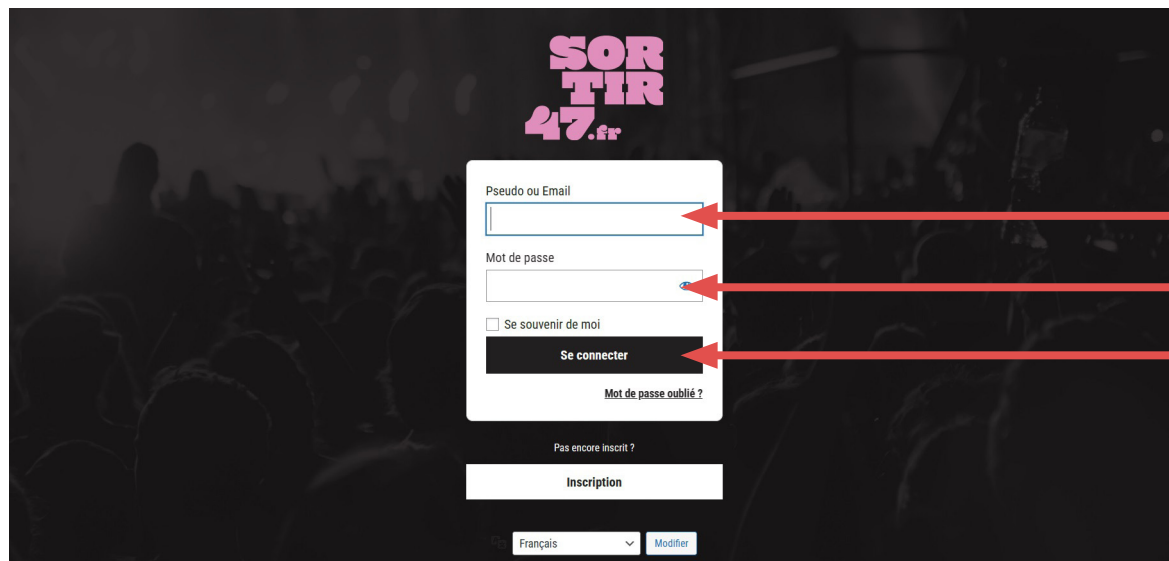 SOR
TIR
47.fr
Pseudo ou Email
Mot de passe
Se souvenir de moi
Se connecter
Mot de passe oublié ?
Pas encore inscrit ?
Inscription
Français
Modifier